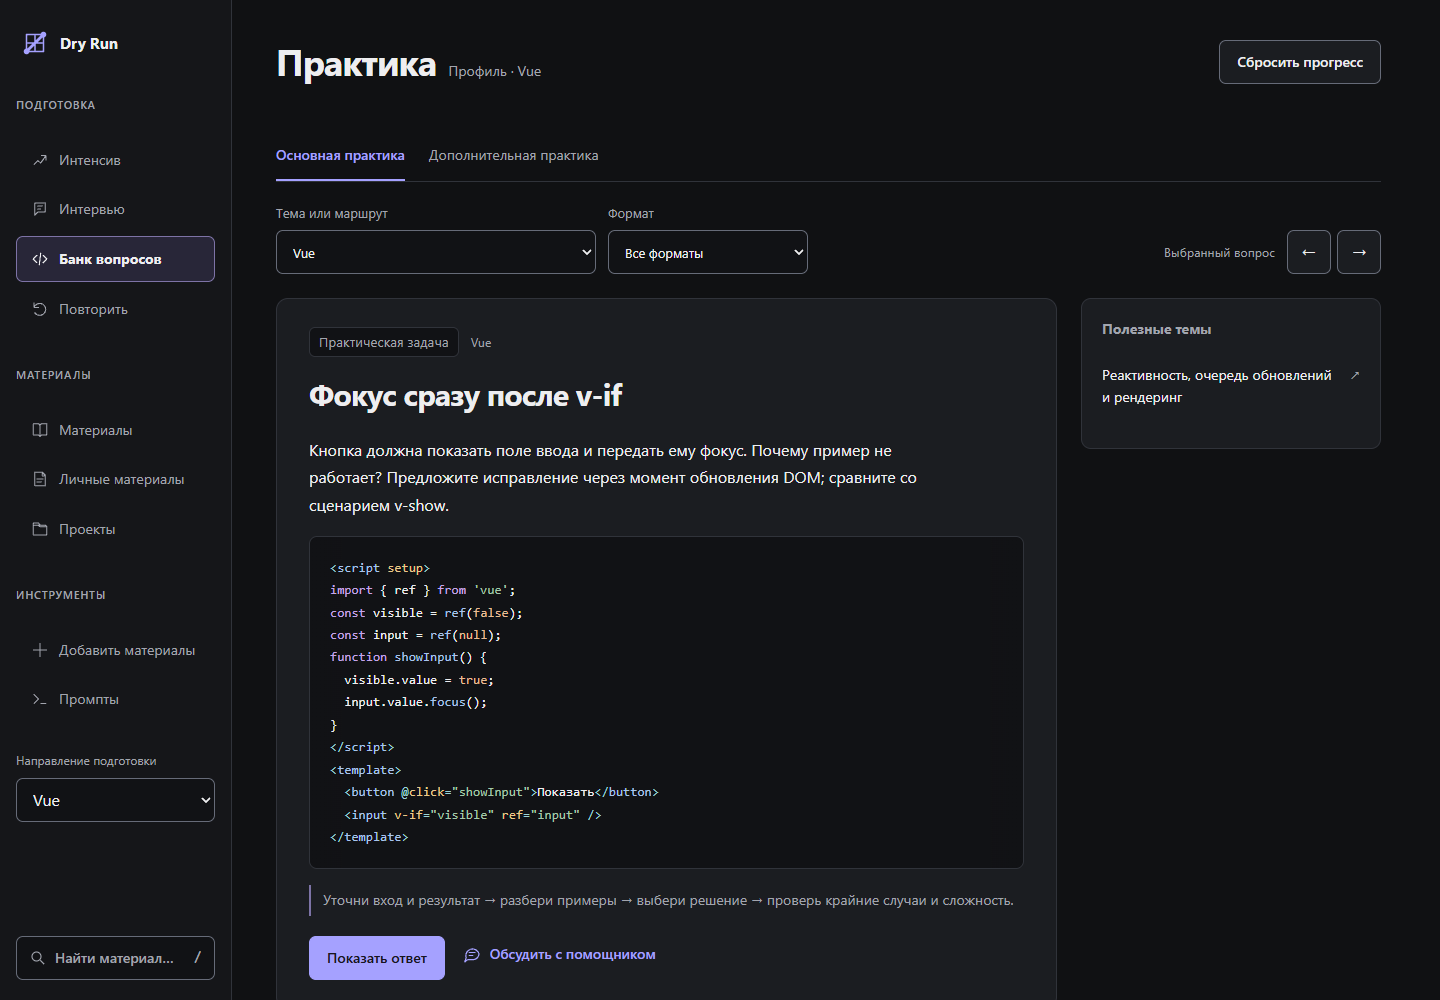 Dry Run
ПОДГОТОВКА
Интенсив
Интервью
Банк вопросов
Повторить
МАТЕРИАЛЫ
Материалы
Личные материалы
Проекты
ИНСТРУМЕНТЫ
Добавить материалы
Промпты
Направление подготовки
Vue
Найти материал... /
Практика Профиль · Vue
Сбросить прогресс
Основная практика Дополнительная практика
Тема или маршрут
Vue
Формат
Все форматы
Выбранный вопрос ← →
Практическая задача Vue
Фокус сразу после v-if
Кнопка должна показать поле ввода и передать ему фокус. Почему пример не
работает? Предложите исправление через момент обновления DOM; сравните со
сценарием v-show.
<script setup>
import { ref } from 'vue';
const visible = ref(false);
const input = ref(null);
function showInput() {
  visible.value = true;
  input.value.focus();
}
</script>
<template>
  <button @click="showInput">Показать</button>
  <input v-if="visible" ref="input" />
</template>
Уточни вход и результат → разбери примеры → выбери решение → проверь крайние случаи и сложность.
Показать ответ
Обсудить с помощником
Полезные темы
Реактивность, очередь обновлений ↗
и рендеринг